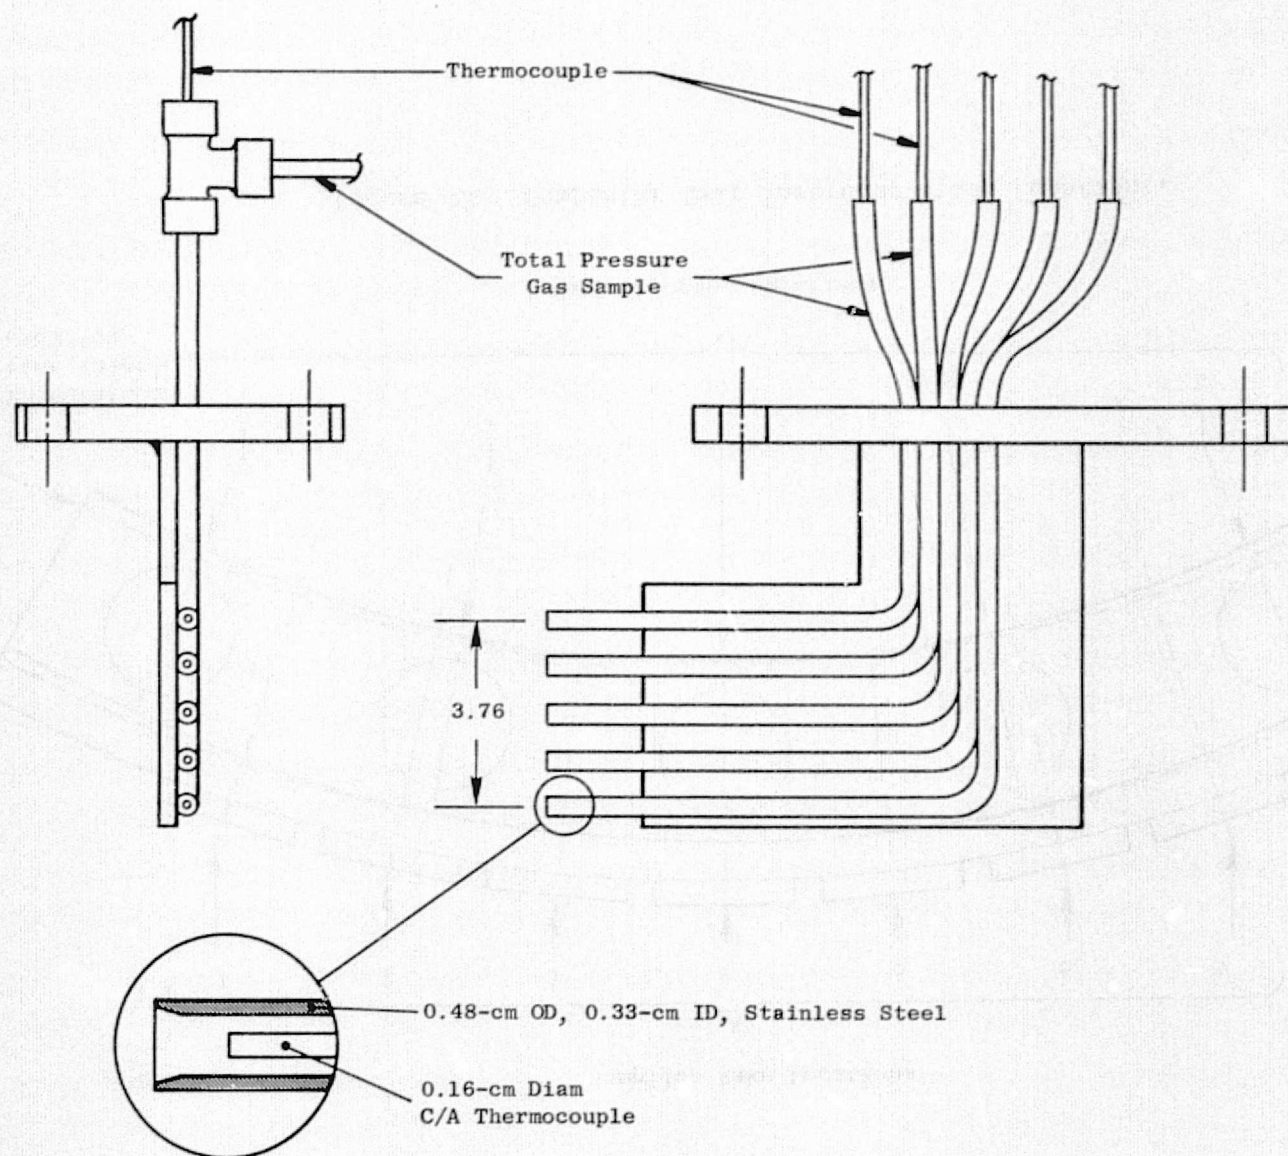 Thermocouple
Total Pressure
Gas Sample
3.76
0.48-cm OD, 0.33-cm ID, Stainless Steel
0.16-cm Diam
C/A Thermocouple